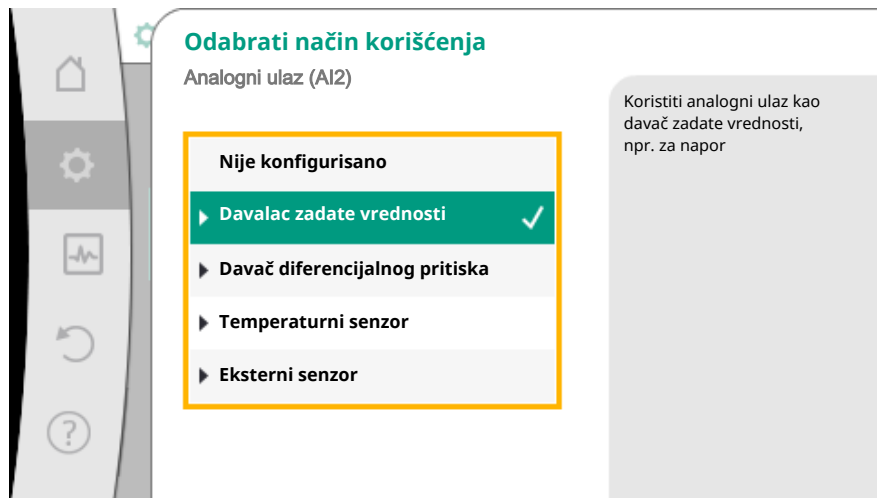 Odabrati način korišćenja
Analogni ulaz (AI2)
Nije konfigurisano
Davalac zadate vrednosti
Davač diferencijalnog pritiska
Temperaturni senzor
Eksterni senzor
Koristiti analogni ulaz kao
davač zadate vrednosti,
npr. za napor
?